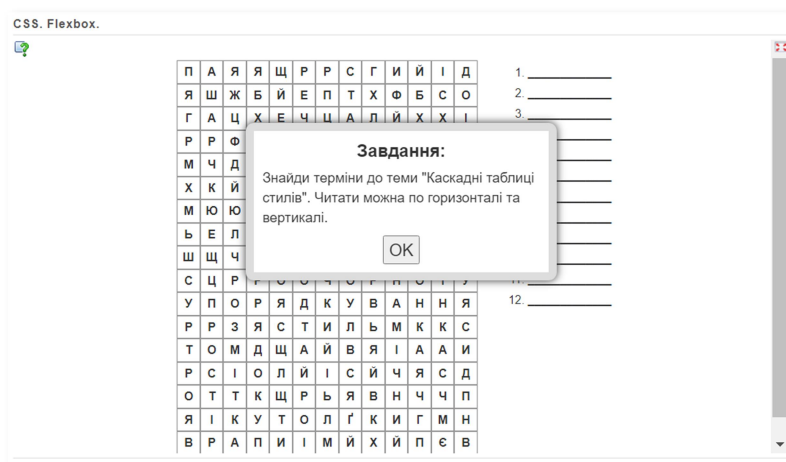 CSS. Flexbox.
П А Я Я Щ Р Р С Г И Й І Д
Я Ш Ж Б Й Е П Т Х Ф Б С О
Г А Ц Х Е Ч Ц А Л Й Х Х І
Р Р Ф
М Ч Д
Х К Й
М Ю Ю
Ь Е Л
Ш Щ Ч
С Ц Р
У П О Р Я Д К У В А Н Н Я
Р Р З Я С Т И Л Ь М К К С
Т О М Д Щ А Й В Я І А А И
Р С І О Л Й І С Й Ч Я С Д
О Т Т К Щ Р Ь Я В Н Ч Ч П
Я І К У Т О Л Ґ К И Г М Н
В Р А П И І М Й Х Й П Є В
1.
2.
3.
12.
Завдання:
Знайди терміни до теми "Каскадні таблиці
стилів". Читати можна по горизонталі та
вертикалі.
OK